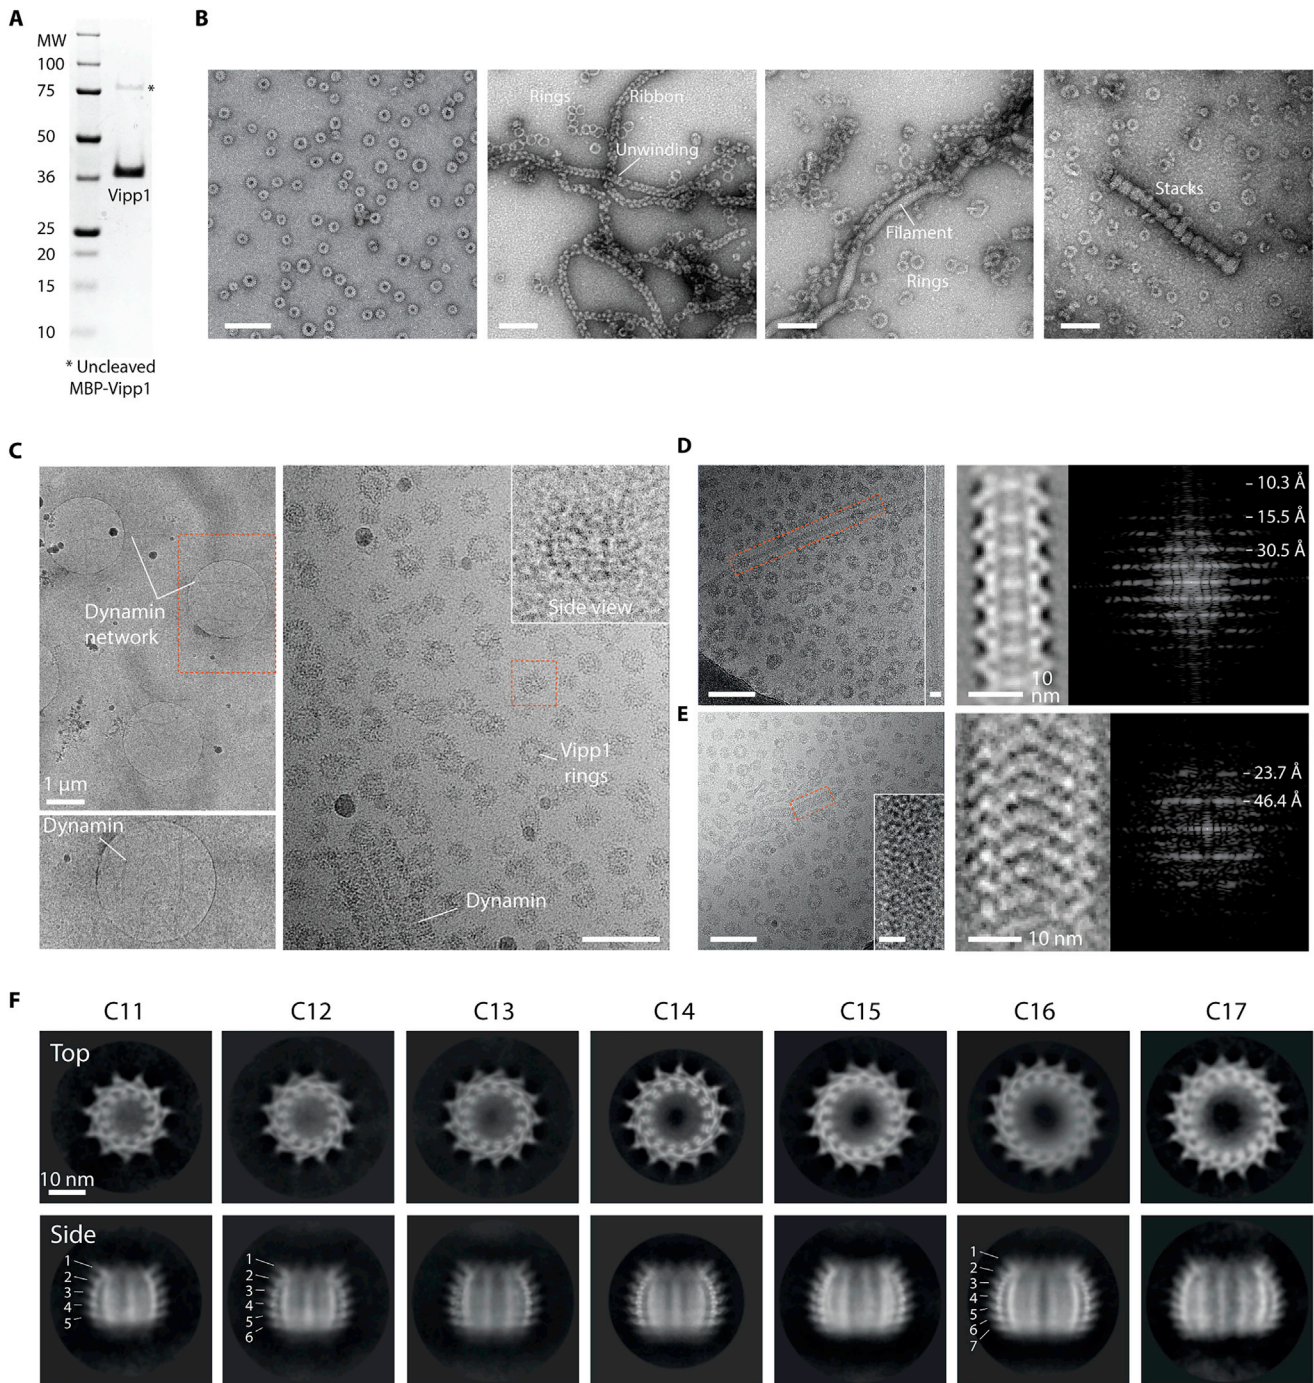 A
MW
100
75
*
50
36
Vipp1
25
20
15
10
* Uncleaved
MBP-Vipp1
B
Rings
Ribbon
Unwinding
Filament
Rings
Stacks
C
Dynamin
network
1 μm
Dynamin
Side view
Vipp1
rings
Dynamin
D
10
nm
– 10.3 Å
– 15.5 Å
– 30.5 Å
E
10 nm
– 23.7 Å
– 46.4 Å
F
C11 C12 C13 C14 C15 C16 C17
Top
10 nm
Side
1
2
3
4
5
1
2
3
4
5
6
1
2
3
4
5
6
7